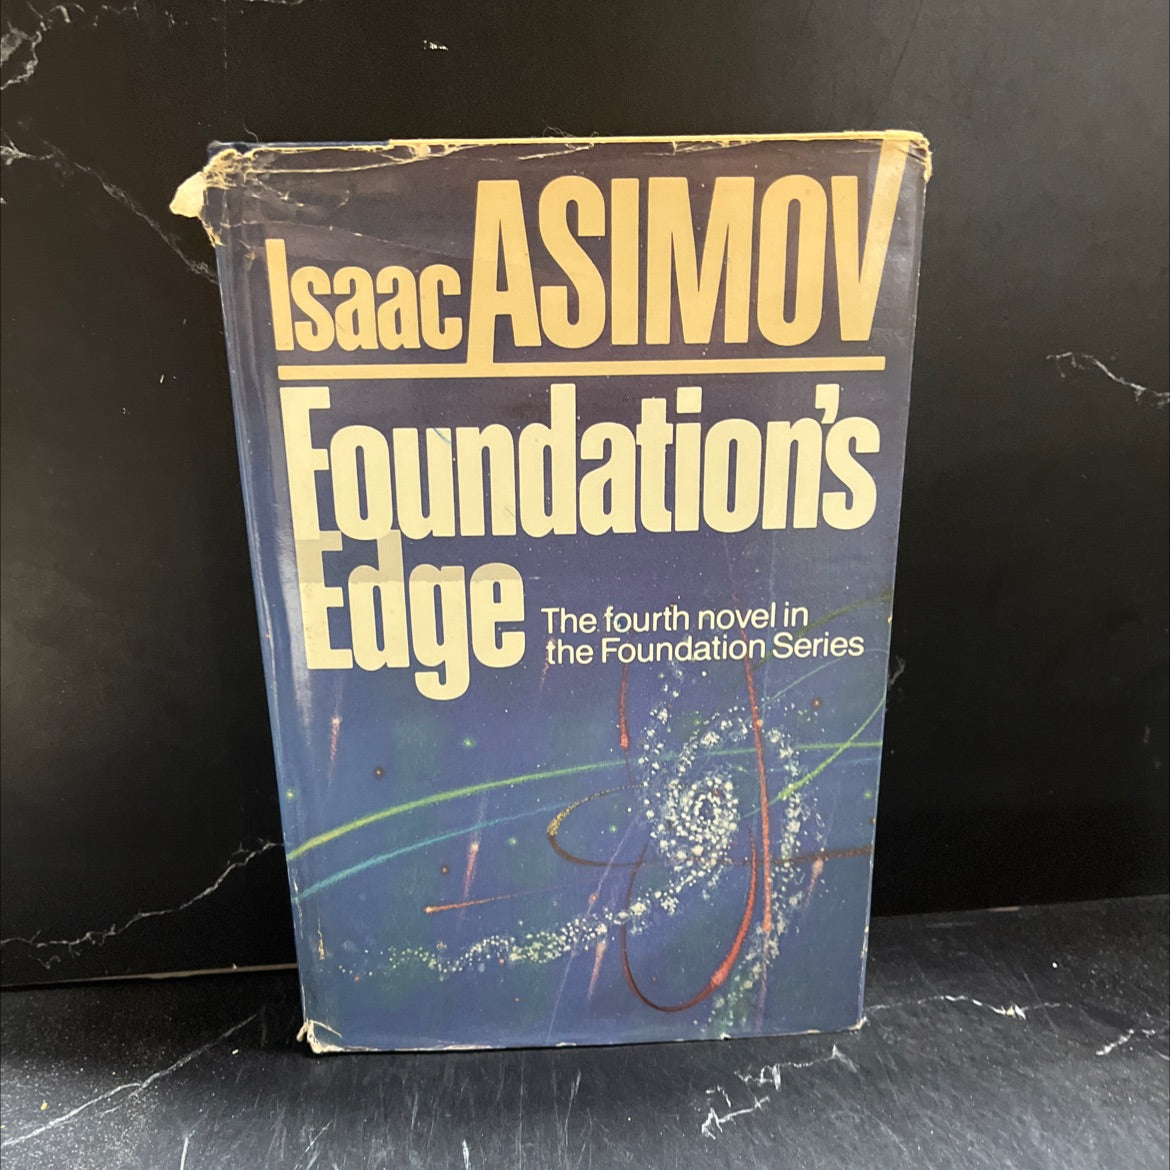 Isaac ASIMOV
Foundation's
Edge
The fourth novel in
the Foundation Series